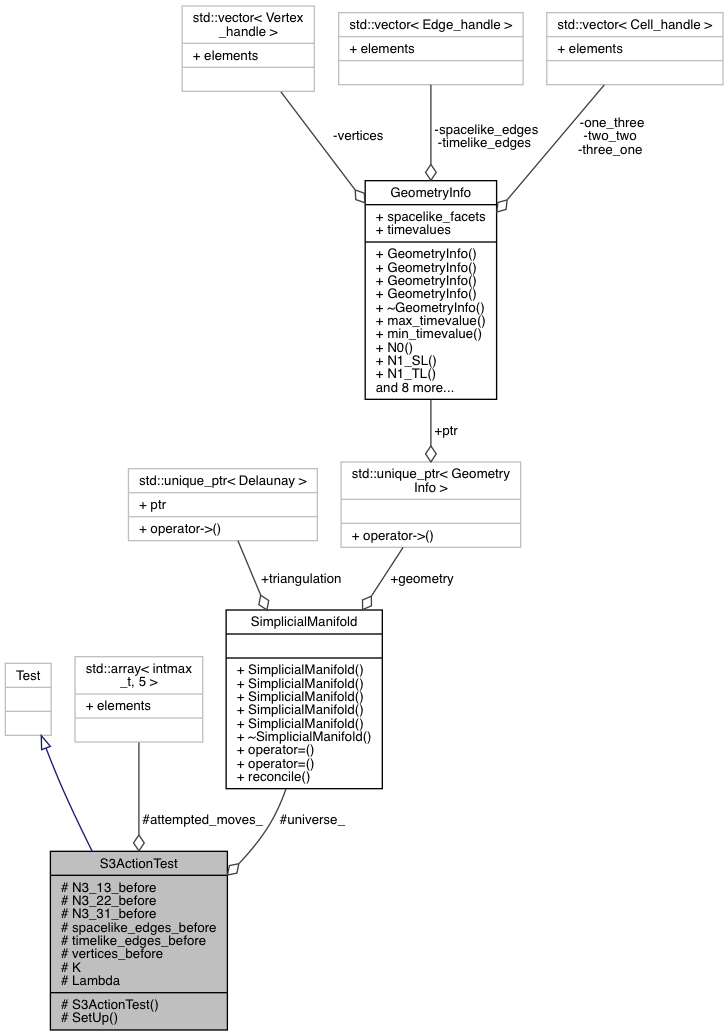 std::vector< Vertex
_handle >
+ elements
std::vector< Edge_handle >
+ elements
std::vector< Cell_handle >
+ elements
-vertices
-spacelike_edges
-timelike_edges
-one_three
-two_two
-three_one
GeometryInfo
+ spacelike_facets
+ timevalues
+ GeometryInfo()
+ GeometryInfo()
+ GeometryInfo()
+ GeometryInfo()
+ ~GeometryInfo()
+ max_timevalue()
+ min_timevalue()
+ N0()
+ N1_SL()
+ N1_TL()
and 8 more...
+ptr
std::unique_ptr< Delaunay >
+ ptr
+ operator->()
std::unique_ptr< Geometry
Info >
+ operator->()
+triangulation
+geometry
SimplicialManifold
+ SimplicialManifold()
+ SimplicialManifold()
+ SimplicialManifold()
+ SimplicialManifold()
+ SimplicialManifold()
+ ~SimplicialManifold()
+ operator=()
+ operator=()
+ reconcile()
Test
std::array< intmax
_t, 5 >
+ elements
#attempted_moves_
#universe_
S3ActionTest
# N3_13_before
# N3_22_before
# N3_31_before
# spacelike_edges_before
# timelike_edges_before
# vertices_before
# K
# Lambda
# S3ActionTest()
# SetUp()